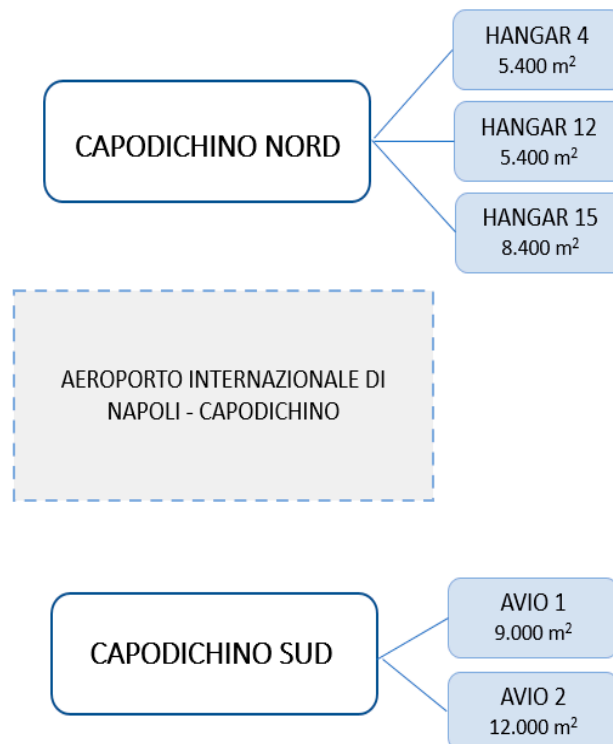 HANGAR 4
5.400 m²
CAPODICHINO NORD
HANGAR 12
5.400 m²
HANGAR 15
8.400 m²
AEROPORTO INTERNAZIONALE DI
NAPOLI - CAPODICHINO
AVIO 1
9.000 m²
CAPODICHINO SUD
AVIO 2
12.000 m²